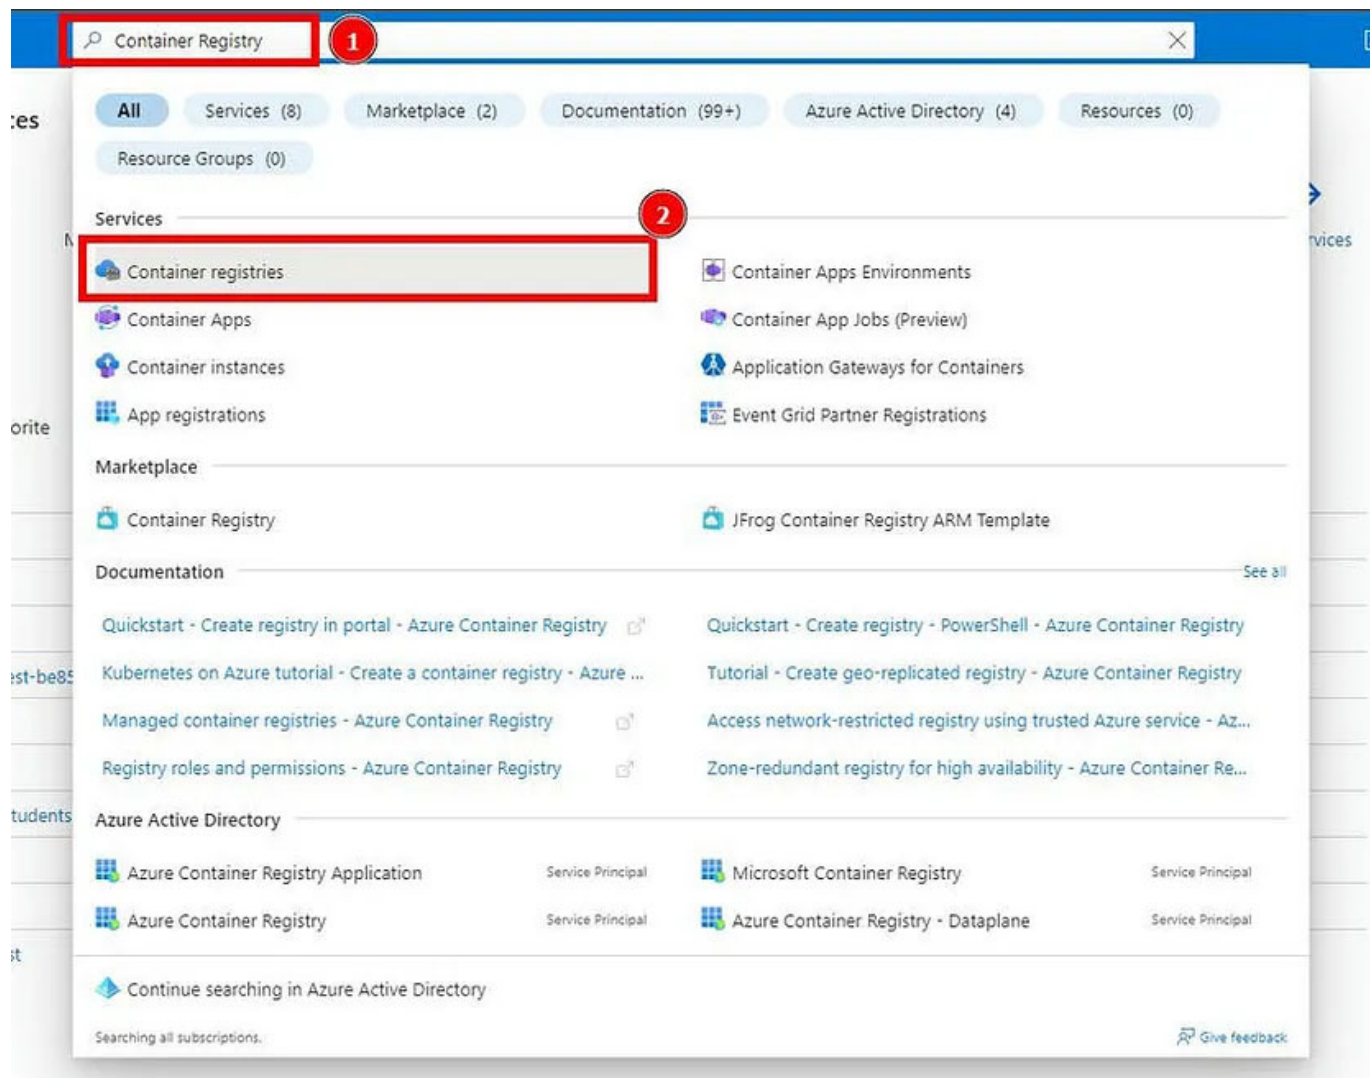 Container Registry
1
ces
All
Services (8)
Marketplace (2)
Documentation (99+)
Azure Active Directory (4)
Resources (0)
Resource Groups (0)
Services
2
Container registries
Container Apps Environments
vices
Container Apps
Container App Jobs (Preview)
Container instances
Application Gateways for Containers
App registrations
Event Grid Partner Registrations
orite
Marketplace
Container Registry
JFrog Container Registry ARM Template
Documentation
See all
Quickstart - Create registry in portal - Azure Container Registry
Quickstart - Create registry - PowerShell - Azure Container Registry
Kubernetes on Azure tutorial - Create a container registry - Azure ...
Tutorial - Create geo-replicated registry - Azure Container Registry
est-be85
Managed container registries - Azure Container Registry
Access network-restricted registry using trusted Azure service - Az...
Registry roles and permissions - Azure Container Registry
Zone-redundant registry for high availability - Azure Container Re...
tudents
Azure Active Directory
Azure Container Registry Application
Service Principal
Microsoft Container Registry
Service Principal
Azure Container Registry
Service Principal
Azure Container Registry - Dataplane
Service Principal
st
Continue searching in Azure Active Directory
Searching all subscriptions.
Give feedback